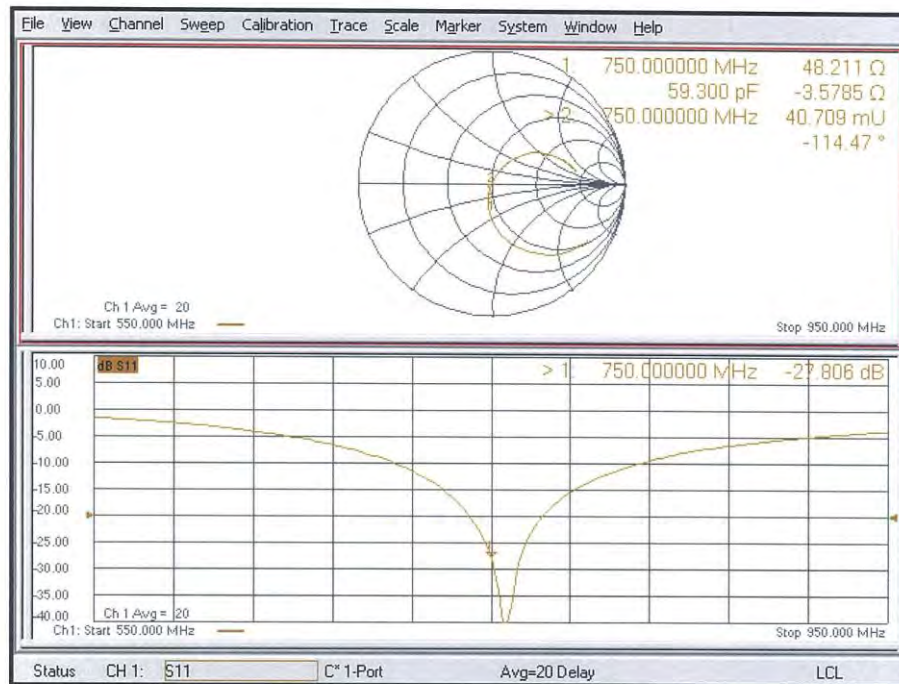 File View Channel Sweep Calibration Trace Scale Marker System Window Help
1: 750.000000 MHz 48.211 Ω
59.300 pF -3.5785 Ω
> 2: 750.000000 MHz 40.709 mU
-114.47 °
Ch 1 Avg = 20
Ch1: Start 550.000 MHz Stop 950.000 MHz
10.00 dB S11 > 1: 750.000000 MHz -27.806 dB
5.00
0.00
-5.00
-10.00
-15.00
-20.00
-25.00
-30.00
-35.00
-40.00 Ch 1 Avg = 20
Ch1: Start 550.000 MHz Stop 950.000 MHz
Status CH 1: S11 C* 1-Port Avg=20 Delay LCL